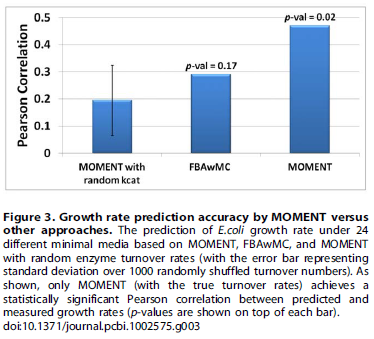 0.5
0.4
0.3
0.2
0.1
0
Pearson Correlation
p-val = 0.17
p-val = 0.02
MOMENT with random kcat
FBAwMC
MOMENT
Figure 3. Growth rate prediction accuracy by MOMENT versus
other approaches. The prediction of E.coli growth rate under 24
different minimal media based on MOMENT, FBAwMC, and MOMENT
with random enzyme turnover rates (with the error bar representing
standard deviation over 1000 randomly shuffled turnover numbers). As
shown, only MOMENT (with the true turnover rates) achieves a
statistically significant Pearson correlation between predicted and
measured growth rates (p-values are shown on top of each bar).
doi:10.1371/journal.pcbi.1002575.g003